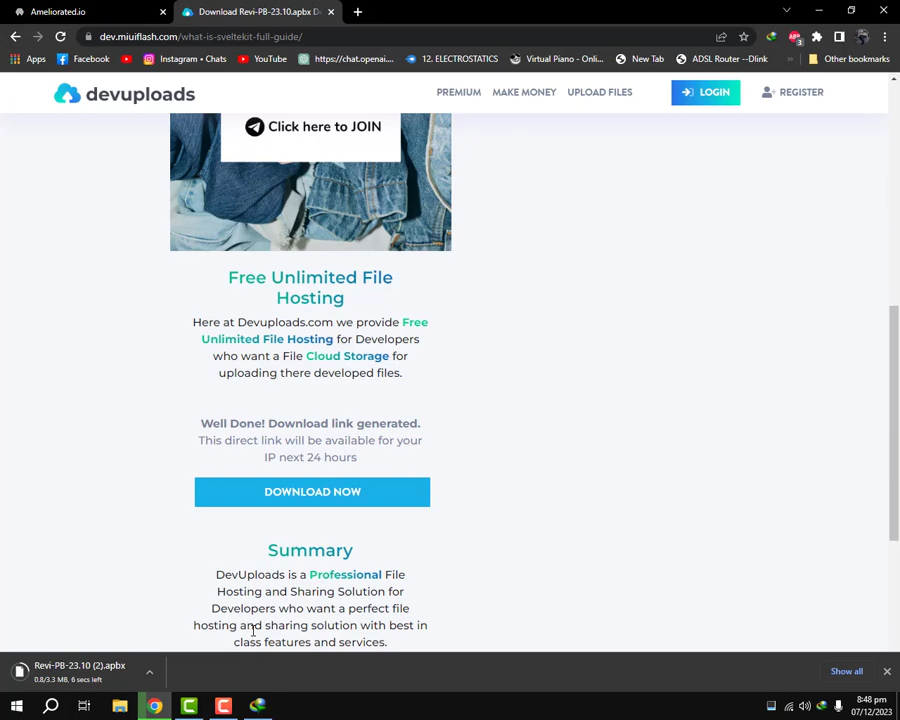 Ameliorated.io
Download Revi-PB-23.10.apbx D
dev.miuiflash.com/what-is-sveltekit-full-guide/
Apps
Facebook
Instagram • Chats
YouTube
https://chat.openai....
12. ELECTROSTATICS
Virtual Piano - Onli...
New Tab
ADSL Router --Dlink
»
Other bookmarks
devuploads
PREMIUM
MAKE MONEY
UPLOAD FILES
LOGIN
REGISTER
Click here to JOIN
Free Unlimited File
Hosting
Here at Devuploads.com we provide Free
Unlimited File Hosting for Developers
who want a File Cloud Storage for
uploading there developed files.
Well Done! Download link generated.
This direct link will be available for your
IP next 24 hours
DOWNLOAD NOW
Summary
DevUploads is a Professional File
Hosting and Sharing Solution for
Developers who want a perfect file
hosting and sharing solution with best in
class features and services.
Revi-PB-23.10 (2).apbx
0.8/3.3 MB, 6 secs left
Show all
8:48 pm
07/12/2023